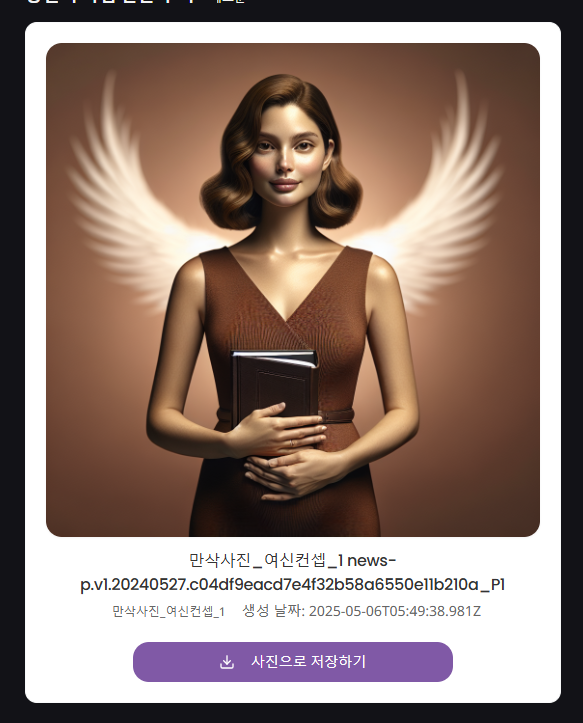 만삭사진_여신컨셉_1 news-
p.v1.20240527.c04df9eacd7e4f32b58a6550e11b210a_P1
만삭사진_여신컨셉_1 생성 날짜: 2025-05-06T05:49:38.981Z
사진으로 저장하기